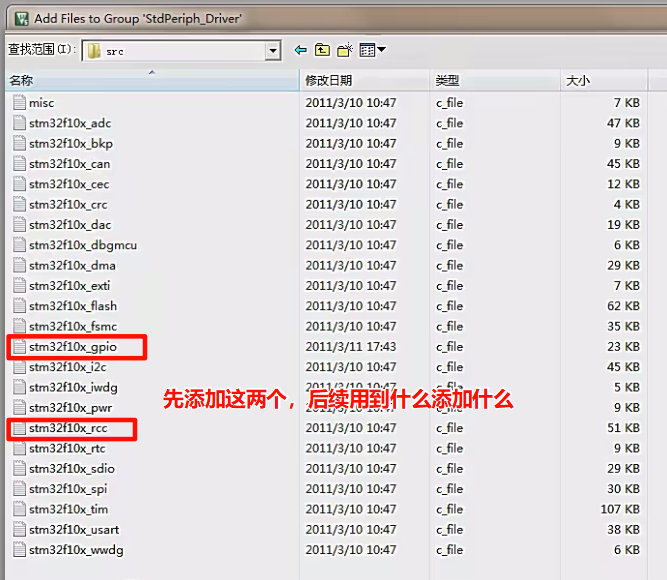 Add Files to Group 'StdPeriph_Driver'
查找范围(I): src
名称 修改日期 类型 大小
misc 2011/3/10 10:47 c_file 7 KB
stm32f10x_adc 2011/3/10 10:47 c_file 47 KB
stm32f10x_bkp 2011/3/10 10:47 c_file 9 KB
stm32f10x_can 2011/3/10 10:47 c_file 45 KB
stm32f10x_cec 2011/3/10 10:47 c_file 12 KB
stm32f10x_crc 2011/3/10 10:47 c_file 4 KB
stm32f10x_dac 2011/3/10 10:47 c_file 19 KB
stm32f10x_dbgmcu 2011/3/10 10:47 c_file 6 KB
stm32f10x_dma 2011/3/10 10:47 c_file 29 KB
stm32f10x_exti 2011/3/10 10:47 c_file 7 KB
stm32f10x_flash 2011/3/10 10:47 c_file 62 KB
stm32f10x_fsmc 2011/3/10 10:47 c_file 35 KB
stm32f10x_gpio 2011/3/11 17:43 c_file 23 KB
stm32f10x_i2c 2011/3/10 10:47 c_file 45 KB
stm32f10x_iwdg 2011/3/10 10:47 c_file 5 KB
先添加这两个，后续用到什么添加什么
stm32f10x_pwr 2011/3/10 10:47 c_file 9 KB
stm32f10x_rcc 2011/3/10 10:47 c_file 51 KB
stm32f10x_rtc 2011/3/10 10:47 c_file 9 KB
stm32f10x_sdio 2011/3/10 10:47 c_file 29 KB
stm32f10x_spi 2011/3/10 10:47 c_file 30 KB
stm32f10x_tim 2011/3/10 10:47 c_file 107 KB
stm32f10x_usart 2011/3/10 10:47 c_file 38 KB
stm32f10x_wwdg 2011/3/10 10:47 c_file 6 KB